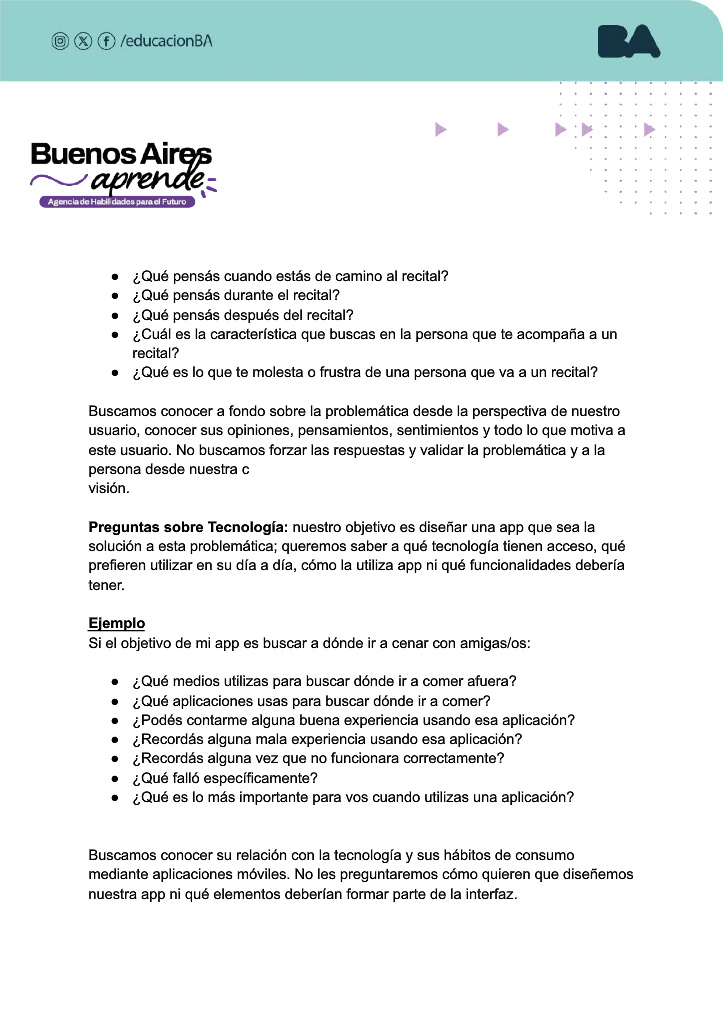 /educacionBA
BA
Buenos Aires
aprende
Agencia de Habilidades para el Futuro
● ¿Qué pensás cuando estás de camino al recital?
● ¿Qué pensás durante el recital?
● ¿Qué pensás después del recital?
● ¿Cuál es la característica que buscas en la persona que te acompaña a un
recital?
● ¿Qué es lo que te molesta o frustra de una persona que va a un recital?
Buscamos conocer a fondo sobre la problemática desde la perspectiva de nuestro
usuario, conocer sus opiniones, pensamientos, sentimientos y todo lo que motiva a
este usuario. No buscamos forzar las respuestas y validar la problemática y a la
persona desde nuestra c
visión.
Preguntas sobre Tecnología: nuestro objetivo es diseñar una app que sea la
solución a esta problemática; queremos saber a qué tecnología tienen acceso, qué
prefieren utilizar en su día a día, cómo la utiliza app ni qué funcionalidades debería
tener.
Ejemplo
Si el objetivo de mi app es buscar a dónde ir a cenar con amigas/os:
● ¿Qué medios utilizas para buscar dónde ir a comer afuera?
● ¿Qué aplicaciones usas para buscar dónde ir a comer?
● ¿Podés contarme alguna buena experiencia usando esa aplicación?
● ¿Recordás alguna mala experiencia usando esa aplicación?
● ¿Recordás alguna vez que no funcionara correctamente?
● ¿Qué falló específicamente?
● ¿Qué es lo más importante para vos cuando utilizas una aplicación?
Buscamos conocer su relación con la tecnología y sus hábitos de consumo
mediante aplicaciones móviles. No les preguntaremos cómo quieren que diseñemos
nuestra app ni qué elementos deberían formar parte de la interfaz.